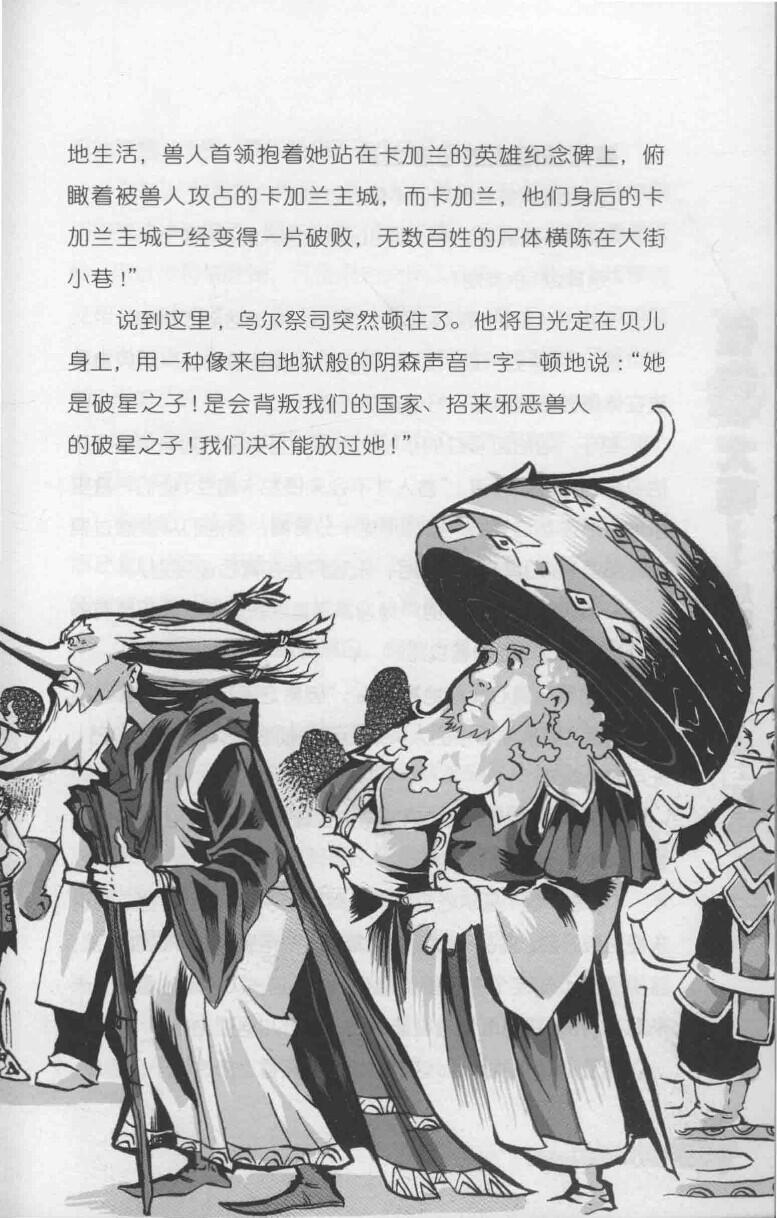 地生活，兽人首领抱着她站在卡加兰的英雄纪念碑上，俯
瞰着被兽人攻占的卡加兰主城，而卡加兰，他们身后的卡
加兰主城已经变得一片破败，无数百姓的尸体横陈在大街
小巷！”
说到这里，乌尔祭司突然顿住了。他将目光定在贝儿
身上，用一种像来自地狱般的阴森声音一字一顿地说：“她
是破星之子！是会背叛我们的国家、招来邪恶兽人
的破星之子！我们决不能放过她！”